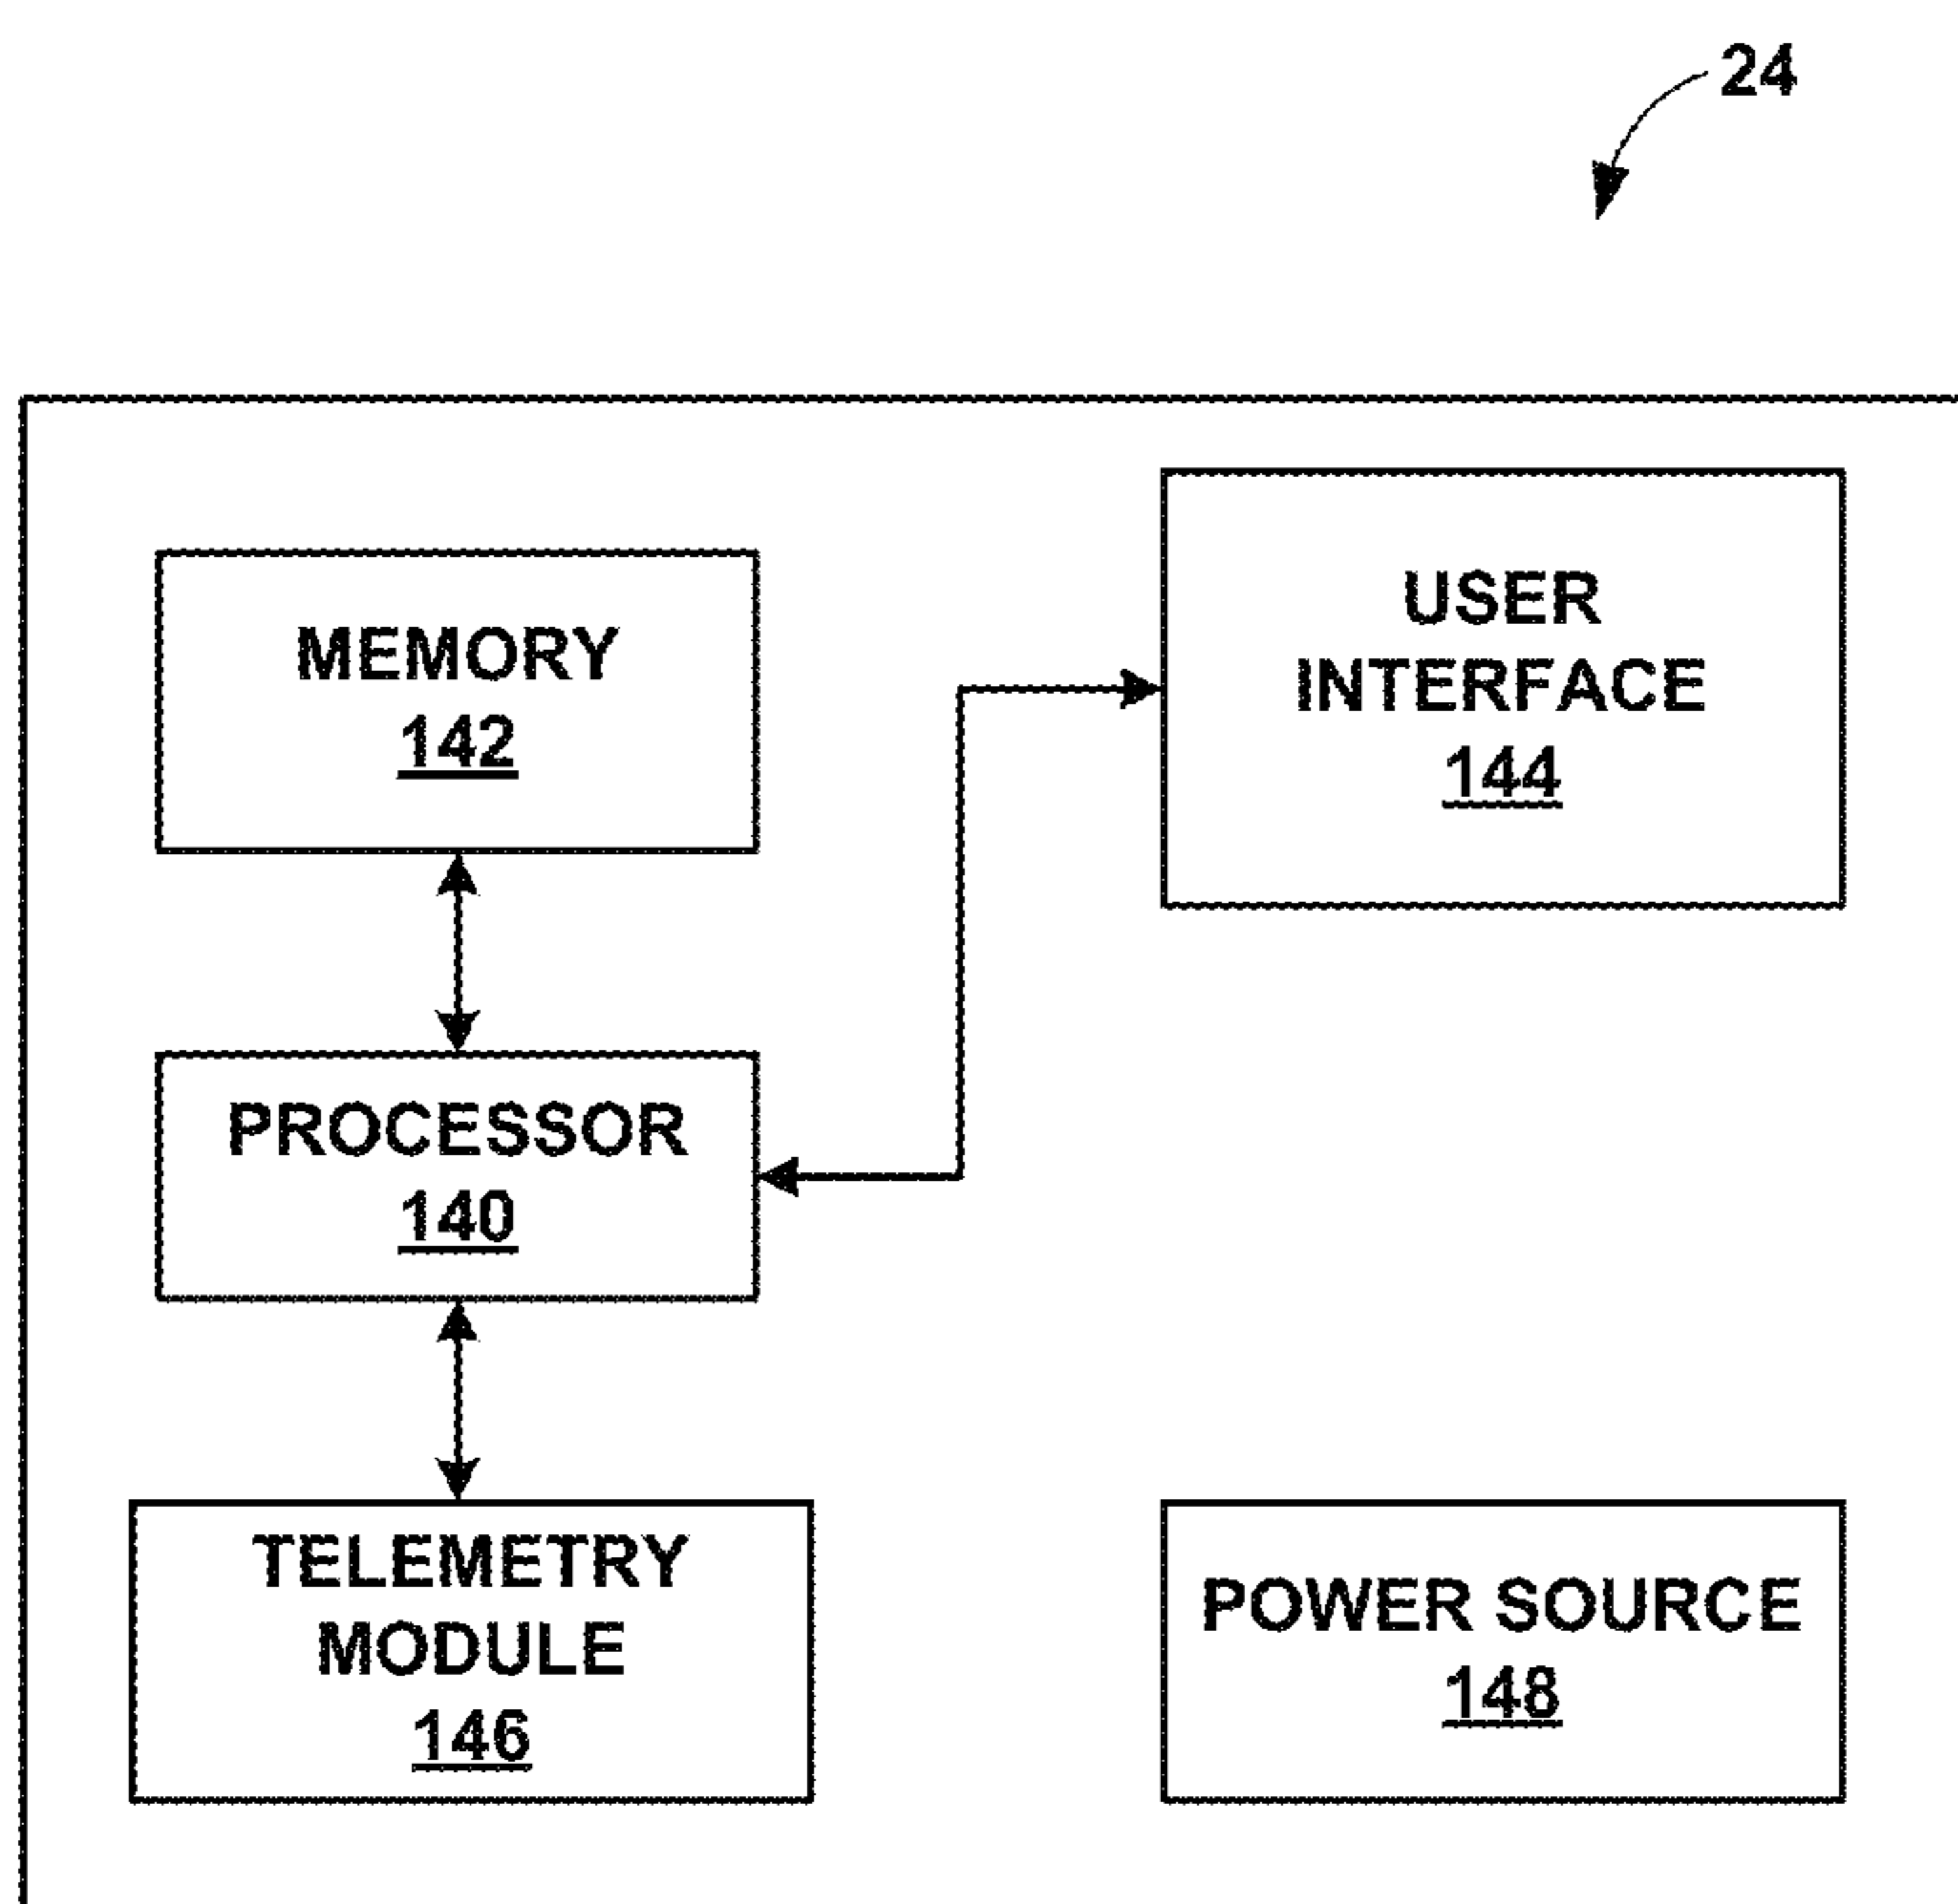 24
MEMORY
142
USER
INTERFACE
144
PROCESSOR
140
TELEMETRY
MODULE
146
POWER SOURCE
148